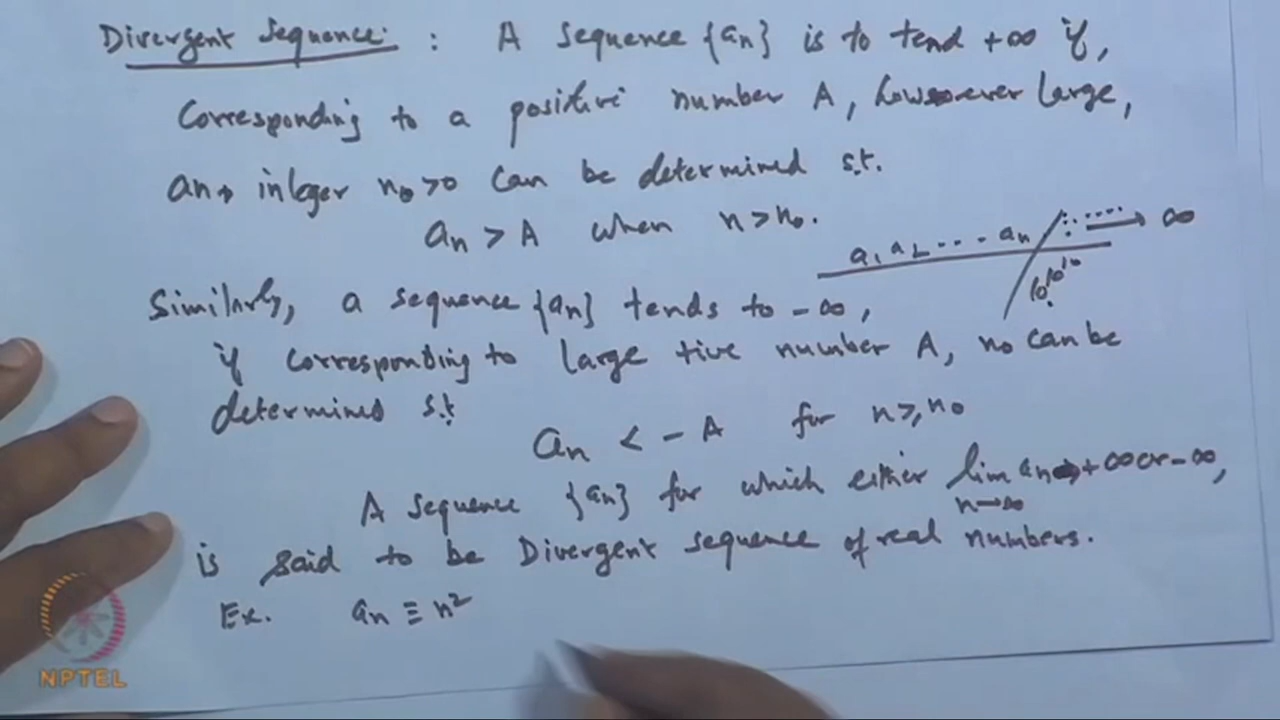 Divergent Sequence : A sequence {an} is to tend +∞ if,
Corresponding to a positive number A, howsoever large,
an integer n₀>0 can be determined s.t.
an > A when n > n₀.
a₁ a₂ ... an ...... → ∞
10^10^10
Similarly, a sequence {an} tends to -∞,
if corresponding to large +ive number A, n₀ can be
determined s.t
an < -A for n ≥ n₀
A sequence {an} for which either lim an → +∞ or -∞,
n→∞
is said to be Divergent sequence of real numbers.
Ex. an ≡ n²
NPTEL